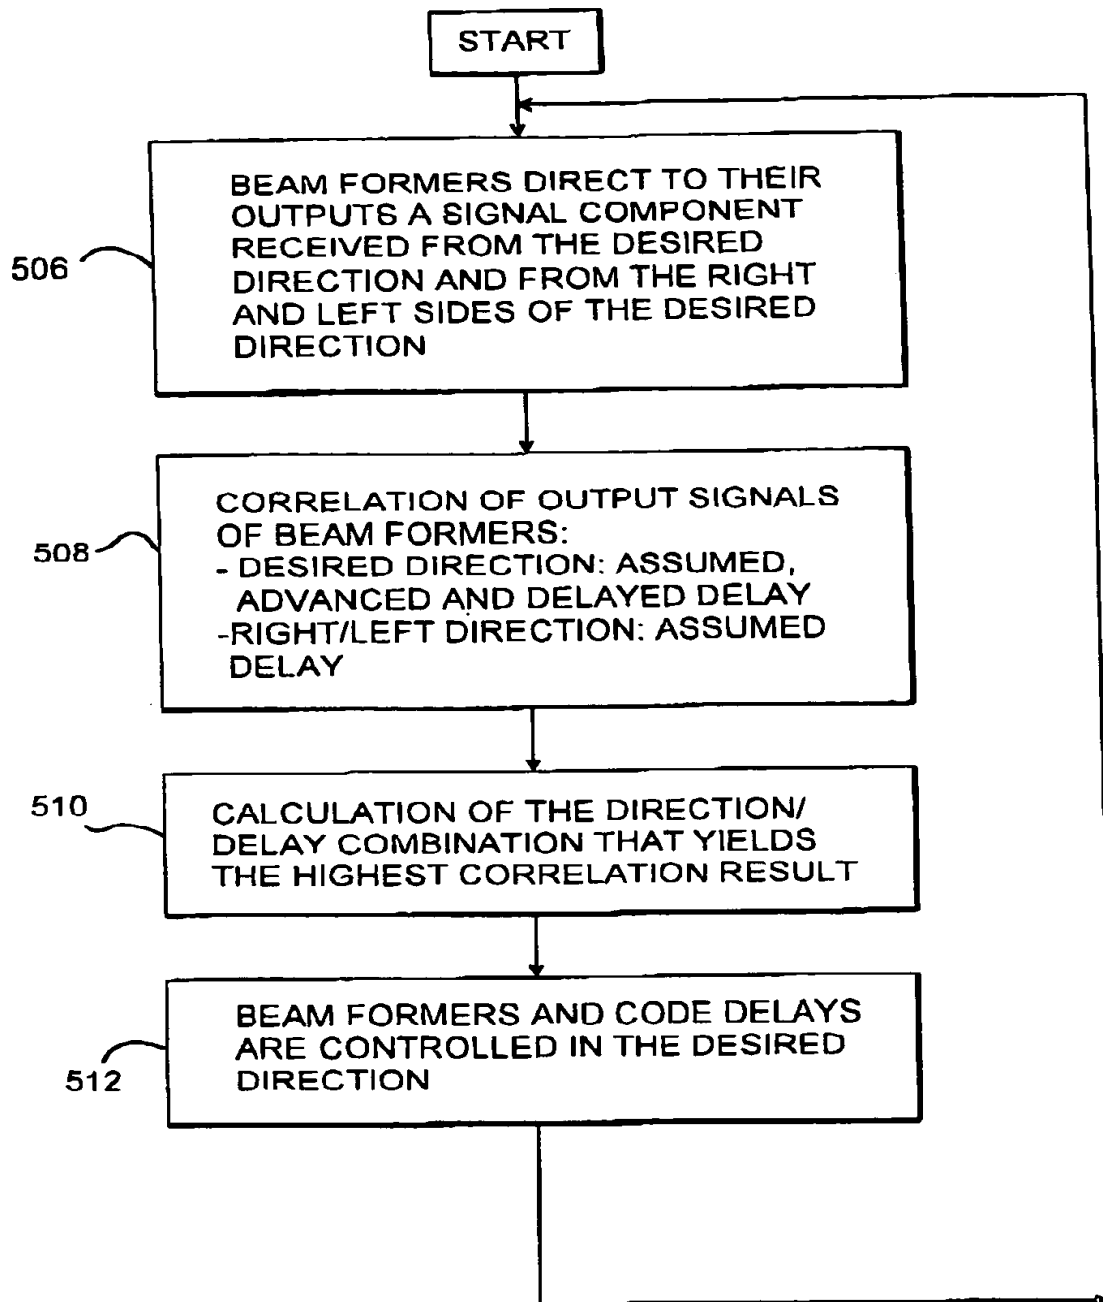 START
BEAM FORMERS DIRECT TO THEIR
OUTPUTS A SIGNAL COMPONENT
RECEIVED FROM THE DESIRED
DIRECTION AND FROM THE RIGHT
AND LEFT SIDES OF THE DESIRED
DIRECTION
506
CORRELATION OF OUTPUT SIGNALS
OF BEAM FORMERS:
- DESIRED DIRECTION: ASSUMED,
ADVANCED AND DELAYED DELAY
-RIGHT/LEFT DIRECTION: ASSUMED
DELAY
508
CALCULATION OF THE DIRECTION/
DELAY COMBINATION THAT YIELDS
THE HIGHEST CORRELATION RESULT
510
BEAM FORMERS AND CODE DELAYS
ARE CONTROLLED IN THE DESIRED
DIRECTION
512